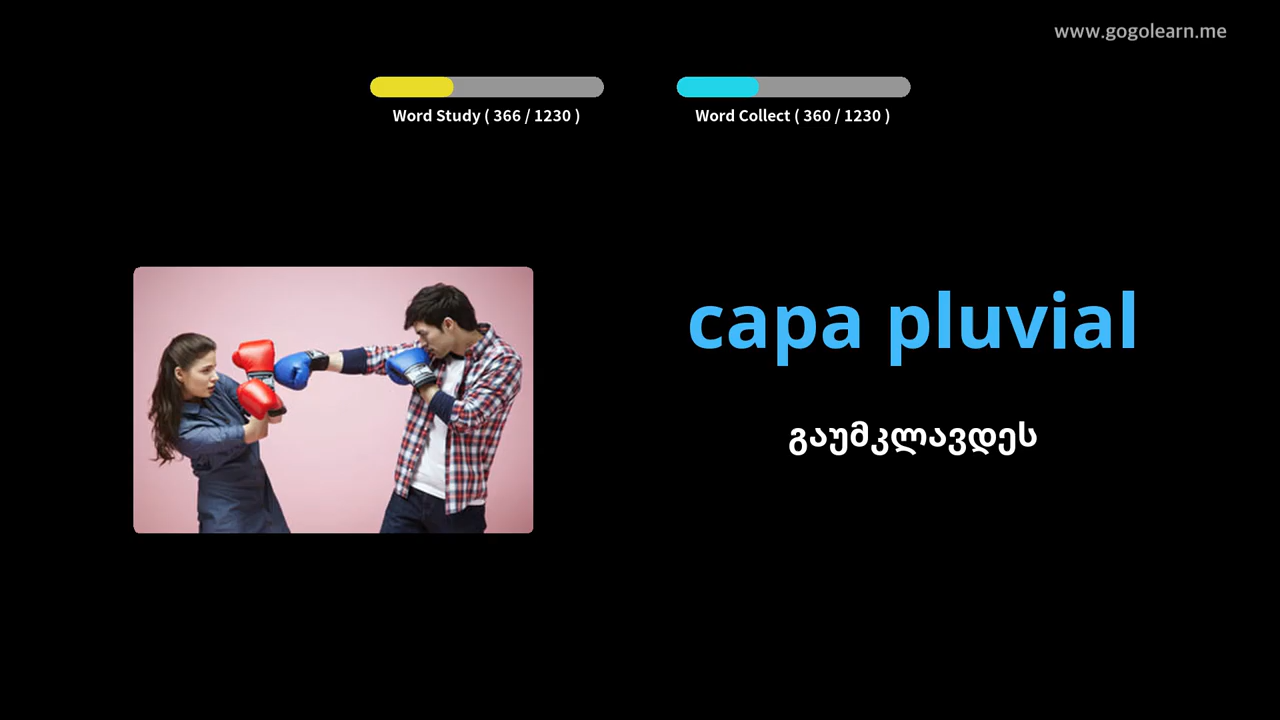 www.gogolearn.me
Word Study ( 366 / 1230 )
Word Collect ( 360 / 1230 )
capa pluvial
გაუმკლავდეს